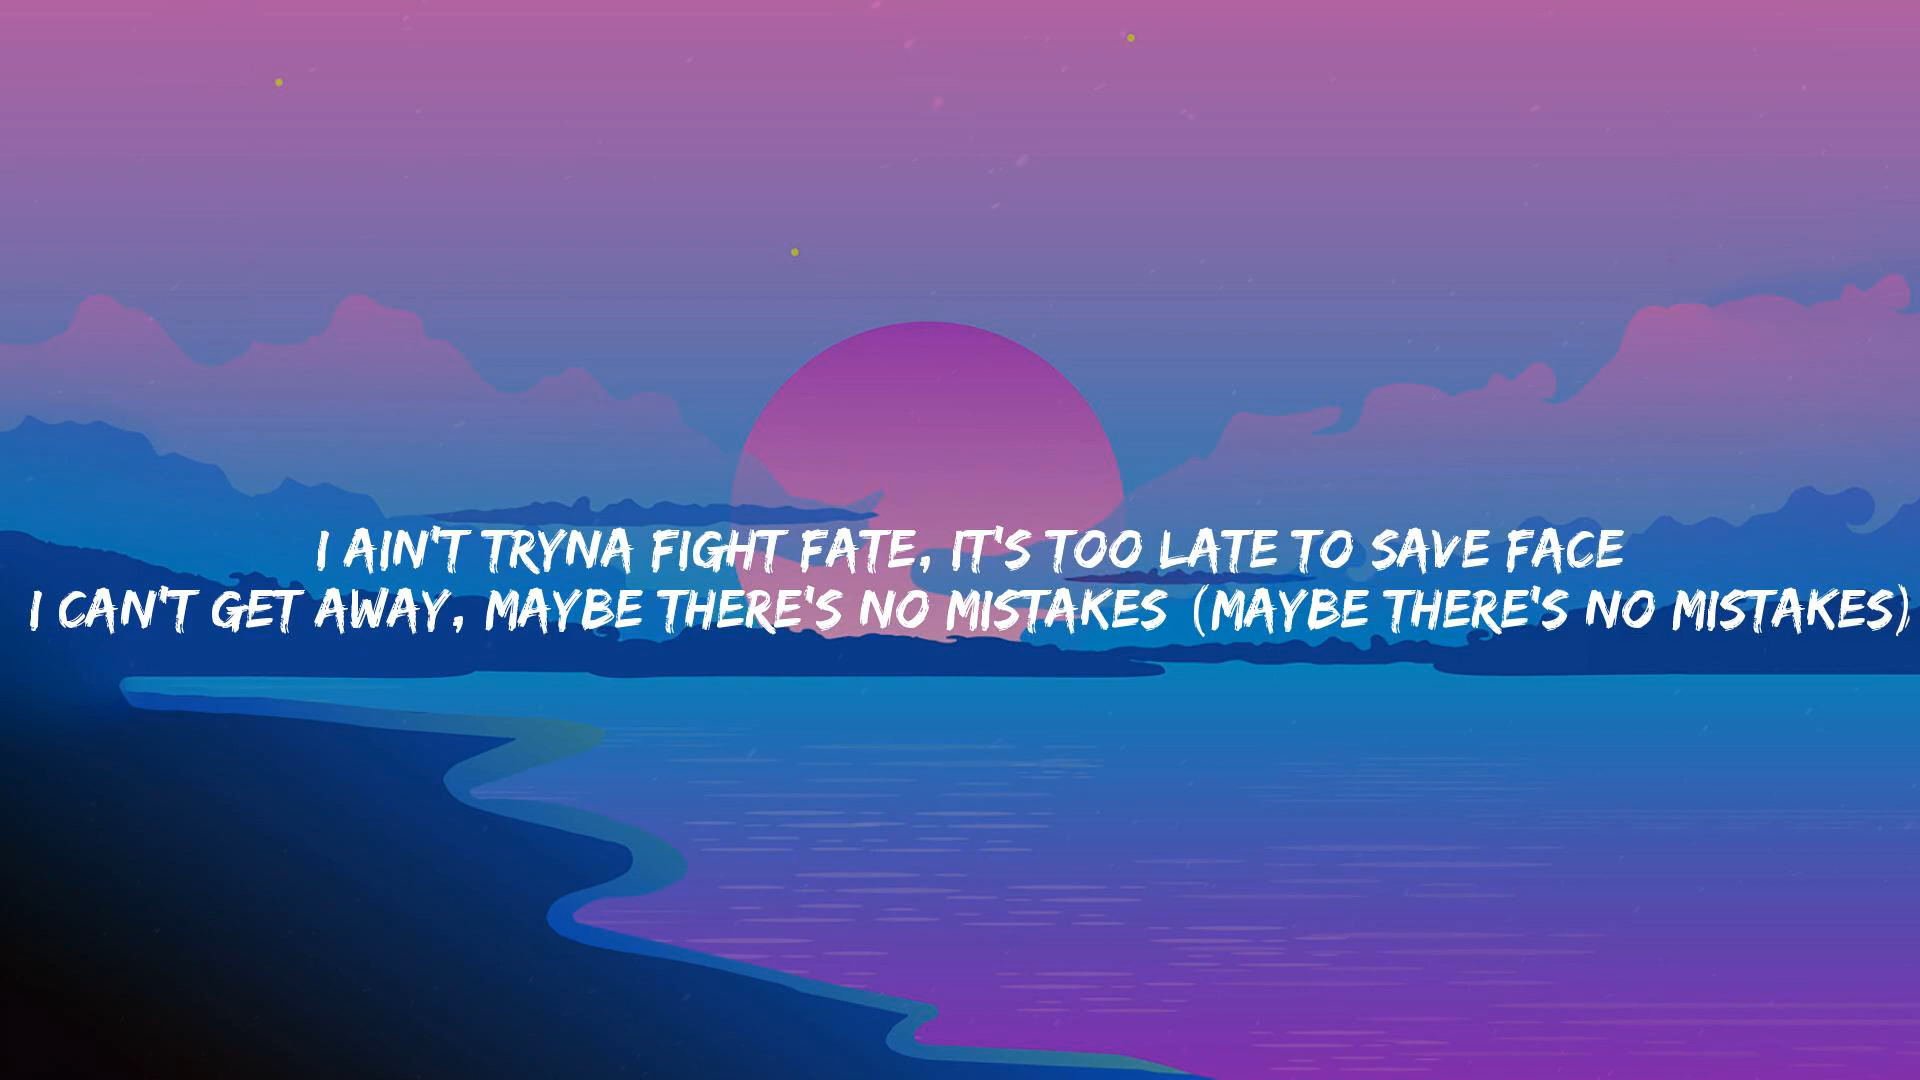 I AIN'T TRYNA FIGHT FATE, IT'S TOO LATE TO SAVE FACE
I CAN'T GET AWAY, MAYBE THERE'S NO MISTAKES (MAYBE THERE'S NO MISTAKES)